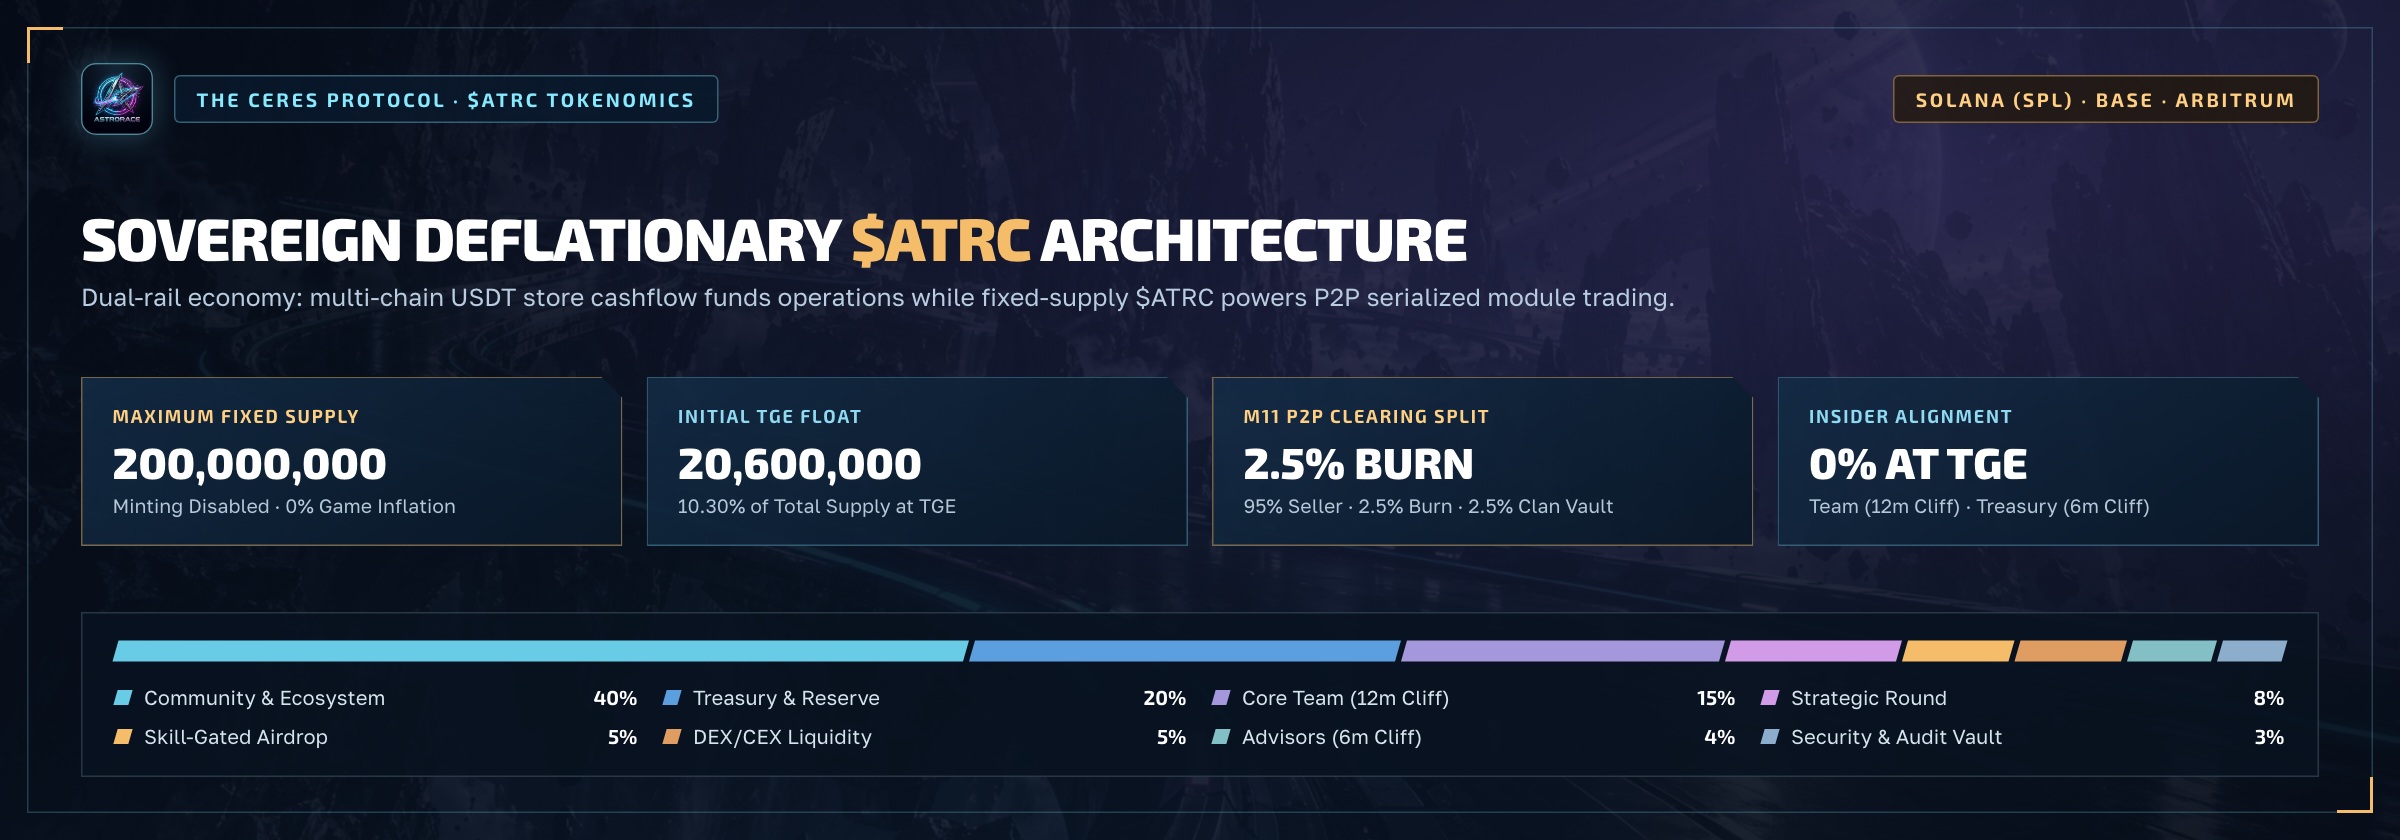 ASTRORACE
THE CERES PROTOCOL · $ATRC TOKENOMICS
SOLANA (SPL) · BASE · ARBITRUM
SOVEREIGN DEFLATIONARY $ATRC ARCHITECTURE
Dual-rail economy: multi-chain USDT store cashflow funds operations while fixed-supply $ATRC powers P2P serialized module trading.
MAXIMUM FIXED SUPPLY
200,000,000
Minting Disabled · 0% Game Inflation
INITIAL TGE FLOAT
20,600,000
10.30% of Total Supply at TGE
M11 P2P CLEARING SPLIT
2.5% BURN
95% Seller · 2.5% Burn · 2.5% Clan Vault
INSIDER ALIGNMENT
0% AT TGE
Team (12m Cliff) · Treasury (6m Cliff)
Community & Ecosystem 40%
Treasury & Reserve 20%
Core Team (12m Cliff) 15%
Strategic Round 8%
Skill-Gated Airdrop 5%
DEX/CEX Liquidity 5%
Advisors (6m Cliff) 4%
Security & Audit Vault 3%